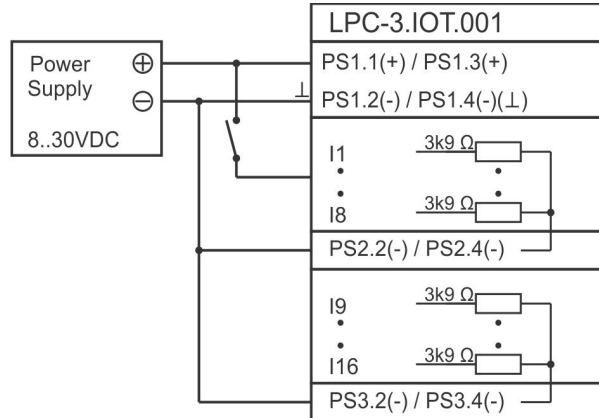 LPC-3.IOT.001
Power
Supply
8..30VDC
PS1.1(+) / PS1.3(+)
⊥ PS1.2(-) / PS1.4(-)(⊥)
I1 3k9 Ω
I8 3k9 Ω
PS2.2(-) / PS2.4(-)
I9 3k9 Ω
I16 3k9 Ω
PS3.2(-) / PS3.4(-)